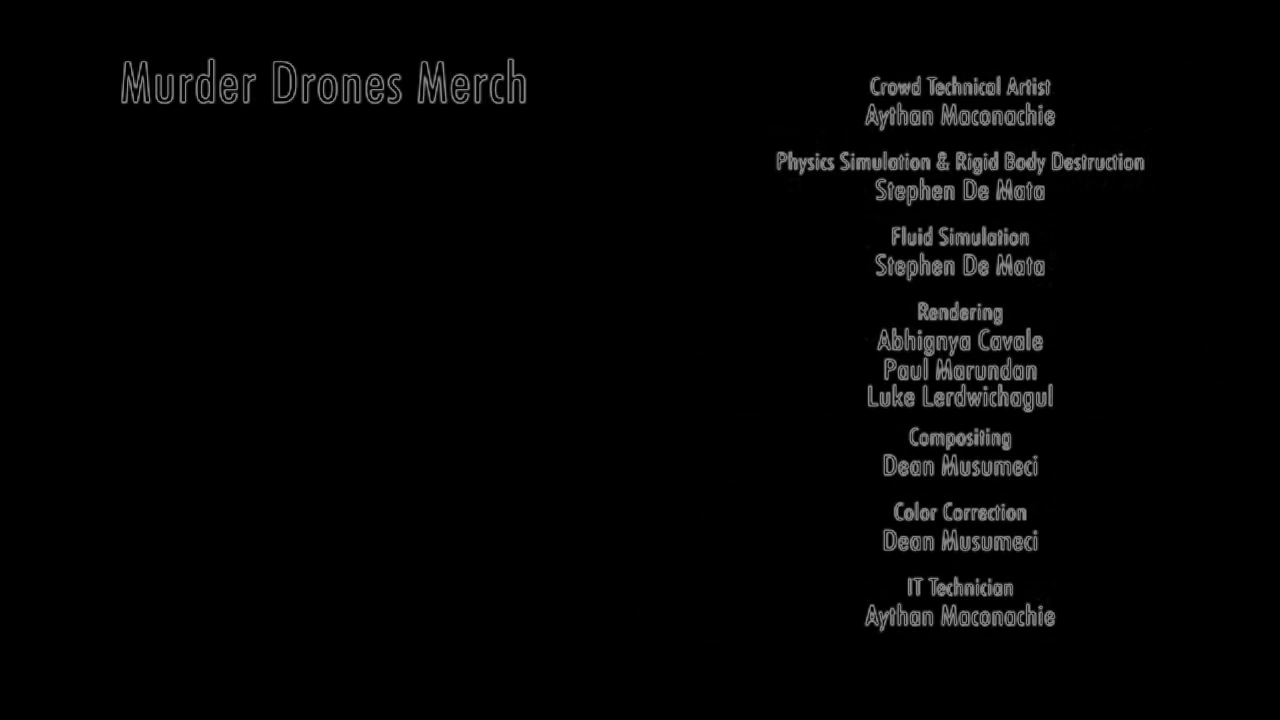 Murder Drones Merch
Crowd Technical Artist
Aythan Maconachie
Physics Simulation & Rigid Body Destruction
Stephen De Mata
Fluid Simulation
Stephen De Mata
Rendering
Abhignya Cavale
Paul Marundan
Luke Lerdwichagul
Compositing
Dean Musumeci
Color Correction
Dean Musumeci
IT Technician
Aythan Maconachie